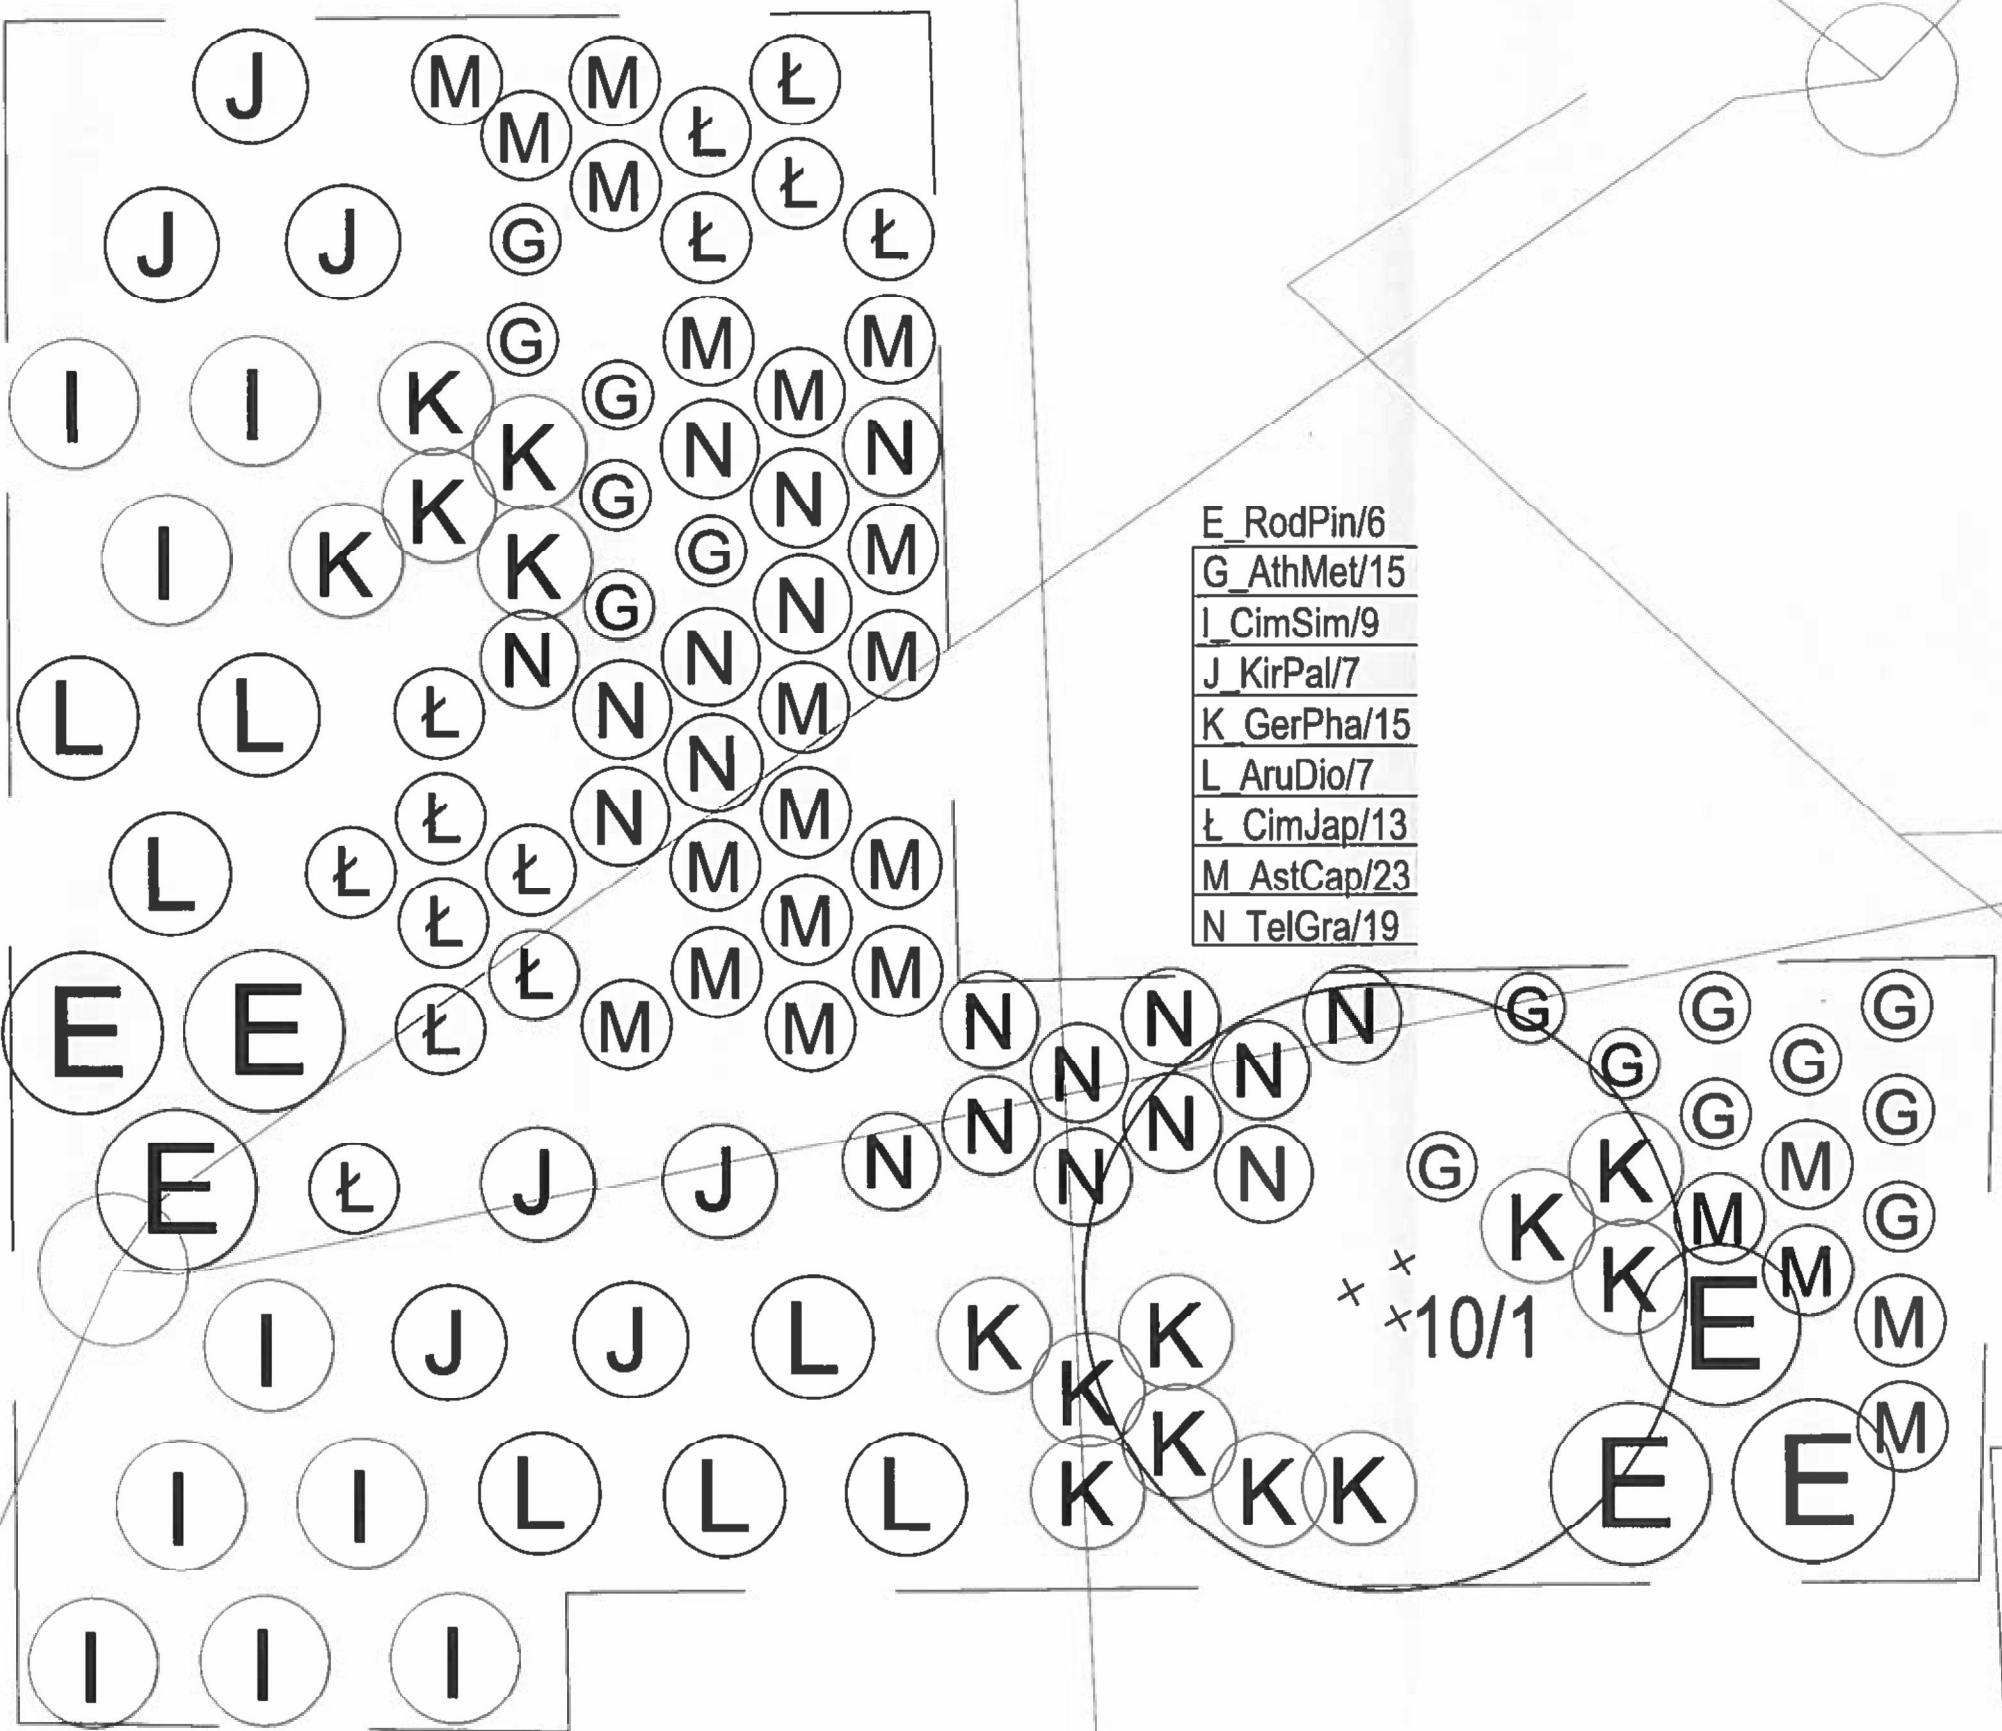 J M M Ł
M Ł
M Ł
J J G Ł Ł
G M M
I I K G M
K N N
K G N
I K K G M
G N
N N M
L L Ł N M
N
Ł N M
L Ł Ł M M
Ł M
E E Ł M M
Ł M M N N N G G G
N N G G
N N G G
E Ł J J N N N G K M
K M G
I J J L K K K E M M
K 10/1
K M
I I L L L K K K E E
I I I
E_RodPin/6
G_AthMet/15
I_CimSim/9
J_KirPal/7
K_GerPha/15
L_AruDio/7
Ł_CimJap/13
M_AstCap/23
N_TelGra/19